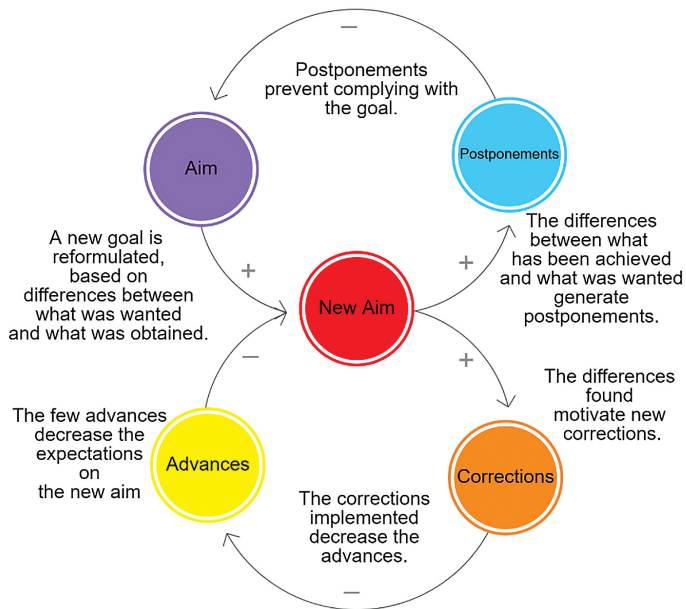 −
Postponements
prevent complying with
the goal.
Aim
Postponements
A new goal is
reformulated,
based on
differences between
what was wanted
and what was obtained.
+
New Aim
+
The differences
between what
has been achieved
and what was wanted
generate
postponements.
−
+
The few advances
decrease the
expectations
on
the new aim
Advances
The differences
found
motivate new
corrections.
Corrections
The corrections
implemented
decrease the
advances.
−